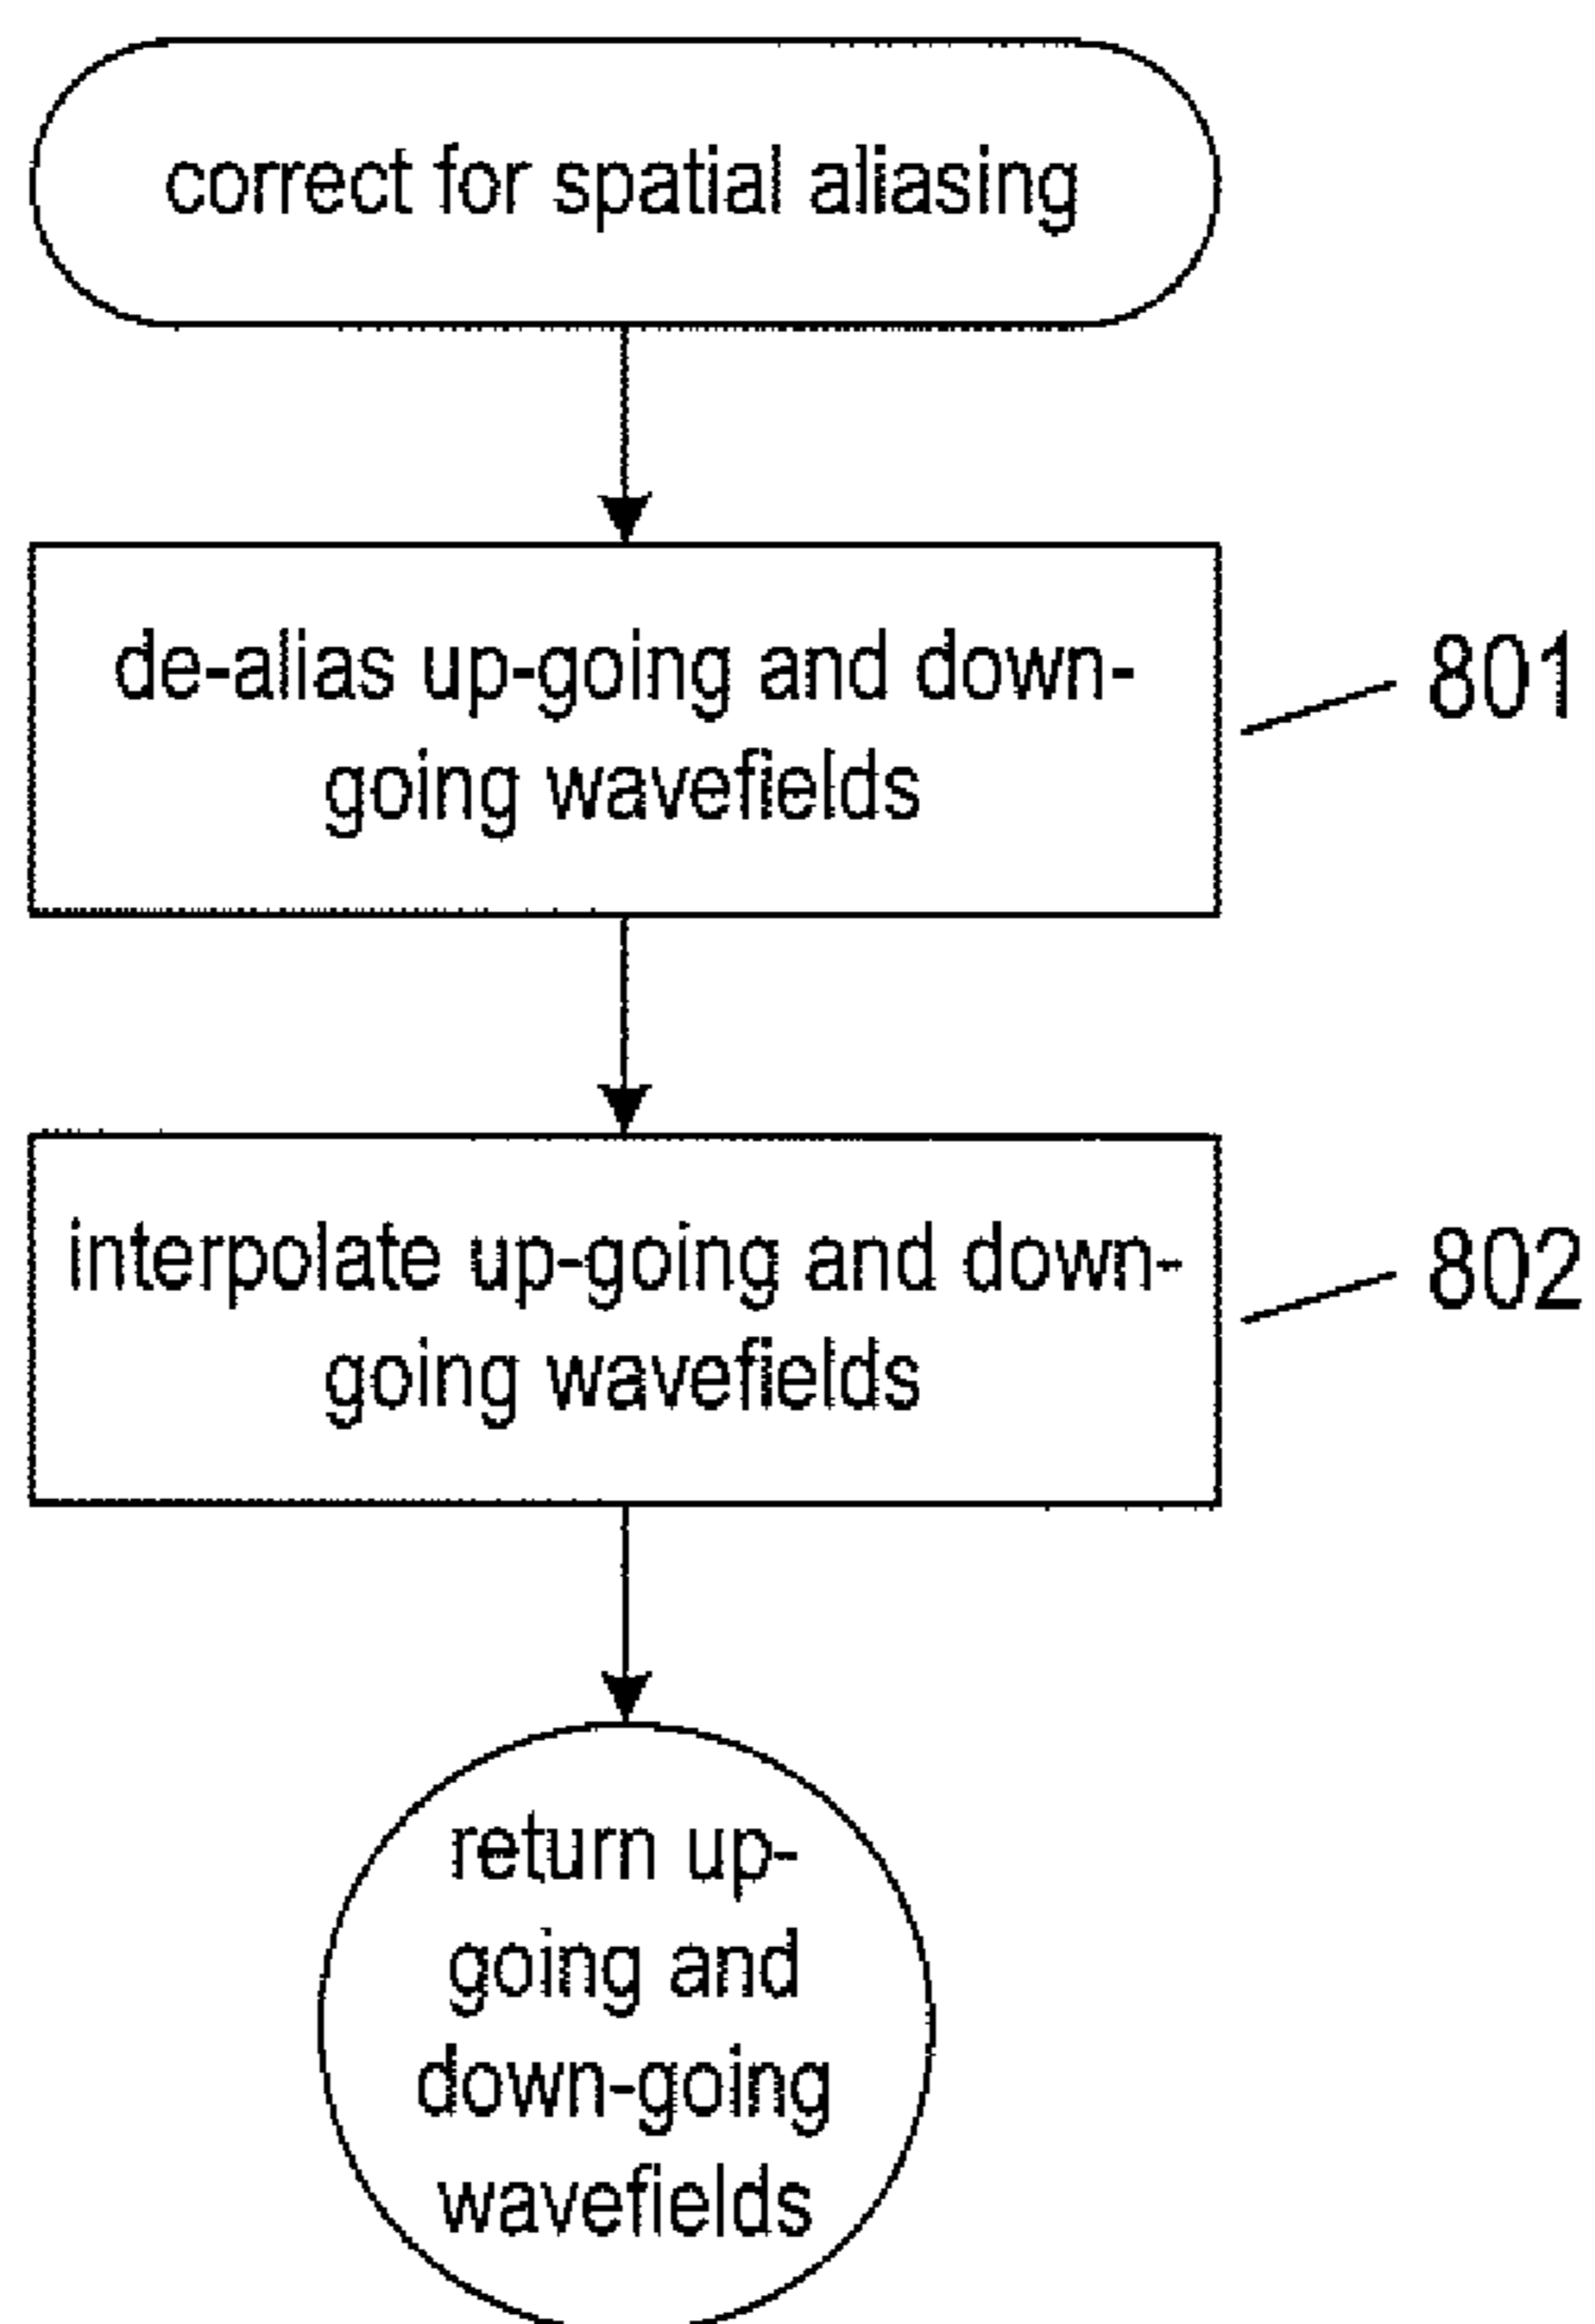 correct for spatial aliasing
de-alias up-going and down-
going wavefields
801
interpolate up-going and down-
going wavefields
802
return up-
going and
down-going
wavefields